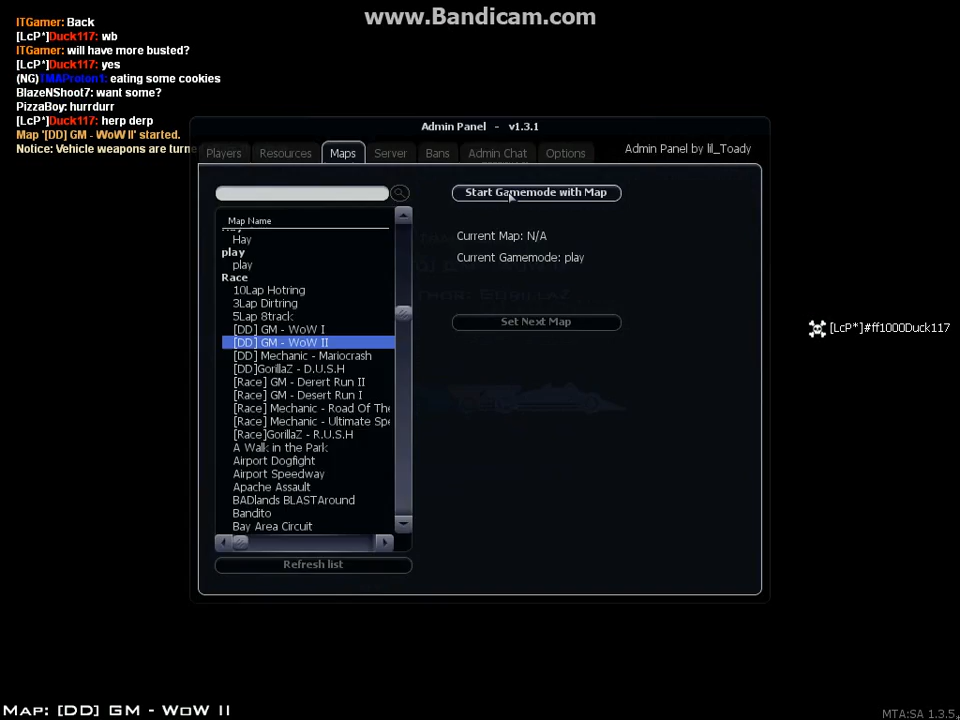 www.Bandicam.com
ITGamer: Back
[LcP*]Duck117: wb
ITGamer: will have more busted?
[LcP*]Duck117: yes
(NG)TMAProton1: eating some cookies
BlazeNShoot7: want some?
PizzaBoy: hurrdurr
[LcP*]Duck117: herp derp
Map '[DD] GM - WoW II' started.
Notice: Vehicle weapons are turne
Admin Panel - v1.3.1
Players Resources Maps Server Bans Admin Chat Options
Admin Panel by lil_Toady
Start Gamemode with Map
Map Name
Hay
play
play
Race
10Lap Hotring
3Lap Dirtring
5Lap 8track
[DD] GM - WoW I
[DD] GM - WoW II
[DD] Mechanic - Mariocrash
[DD]GorillaZ - D.U.S.H
[Race] GM - Derert Run II
[Race] GM - Desert Run I
[Race] Mechanic - Road Of The
[Race] Mechanic - Ultimate Spe
[Race]GorillaZ - R.U.S.H
A Walk in the Park
Airport Dogfight
Airport Speedway
Apache Assault
BADlands BLASTAround
Bandito
Bay Area Circuit
Refresh list
Current Map: N/A
Current Gamemode: play
Set Next Map
[LcP*]#ff1000Duck117
Map: [DD] GM - WoW II
MTA:SA 1.3.5